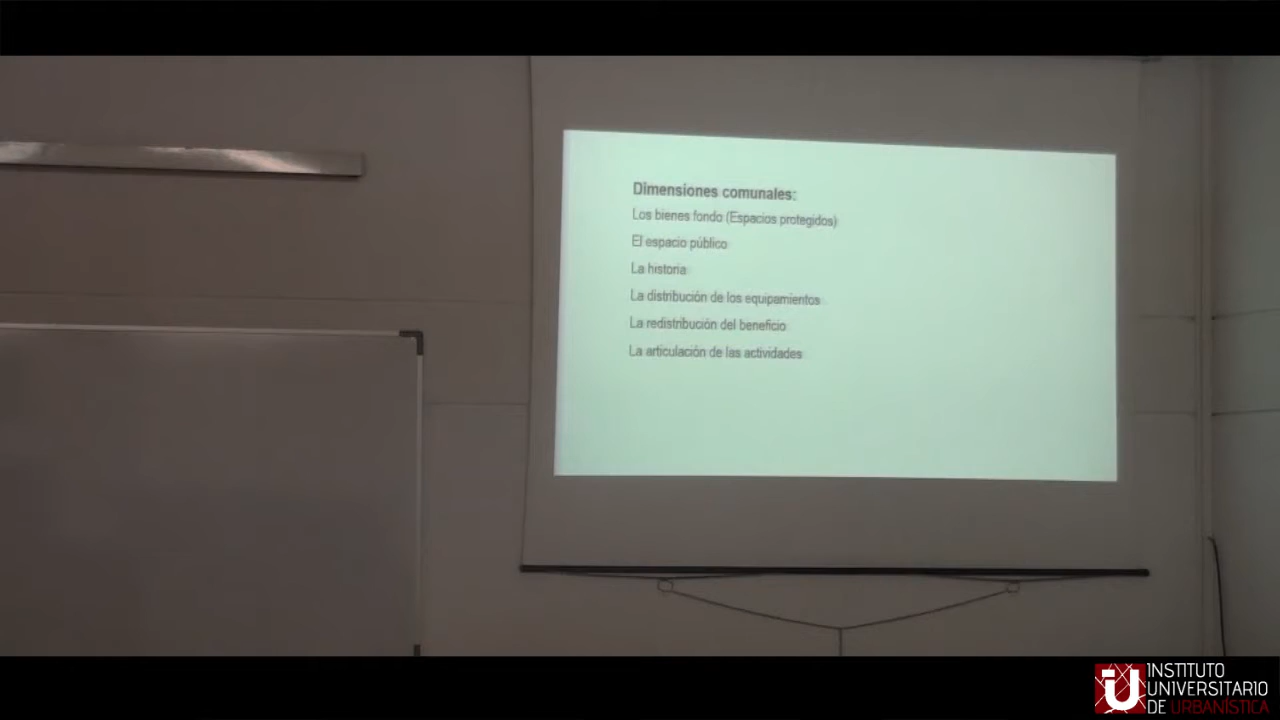 Dimensiones comunales:
Los bienes fondo (Espacios protegidos)
El espacio público
La historia
La distribución de los equipamientos
La redistribución del beneficio
La articulación de las actividades
iU INSTITUTO
UNIVERSITARIO
DE URBANÍSTICA